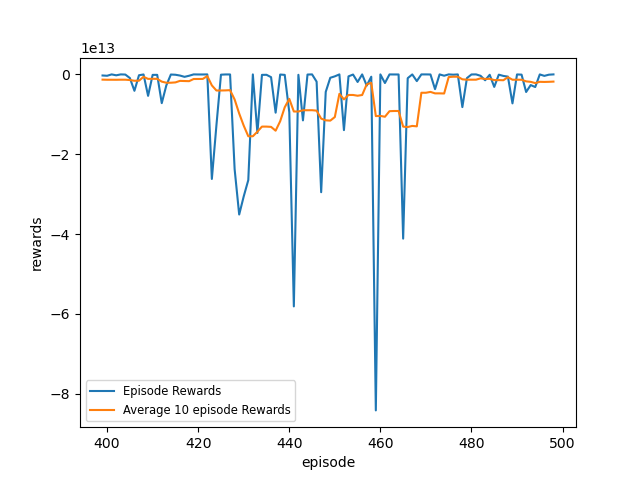 1e13
0
−2
−4
−6
−8
rewards
Episode Rewards
Average 10 episode Rewards
400 420 440 460 480 500
episode